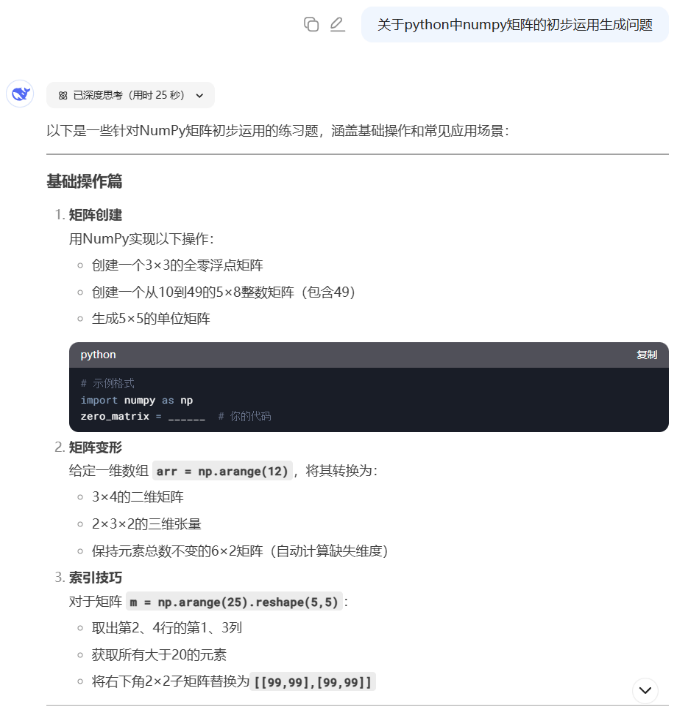 关于python中numpy矩阵的初步运用生成问题
已深度思考（用时 25 秒）
以下是一些针对NumPy矩阵初步运用的练习题，涵盖基础操作和常见应用场景：
基础操作篇
1. 矩阵创建
用NumPy实现以下操作：
创建一个3×3的全零浮点矩阵
创建一个从10到49的5×8整数矩阵（包含49）
生成5×5的单位矩阵
python 复制
# 示例格式
import numpy as np
zero_matrix = ______ # 你的代码
2. 矩阵变形
给定一维数组 arr = np.arange(12)，将其转换为：
3×4的二维矩阵
2×3×2的三维张量
保持元素总数不变的6×2矩阵（自动计算缺失维度）
3. 索引技巧
对于矩阵 m = np.arange(25).reshape(5,5)：
取出第2、4行的第1、3列
获取所有大于20的元素
将右下角2×2子矩阵替换为[[99,99],[99,99]]